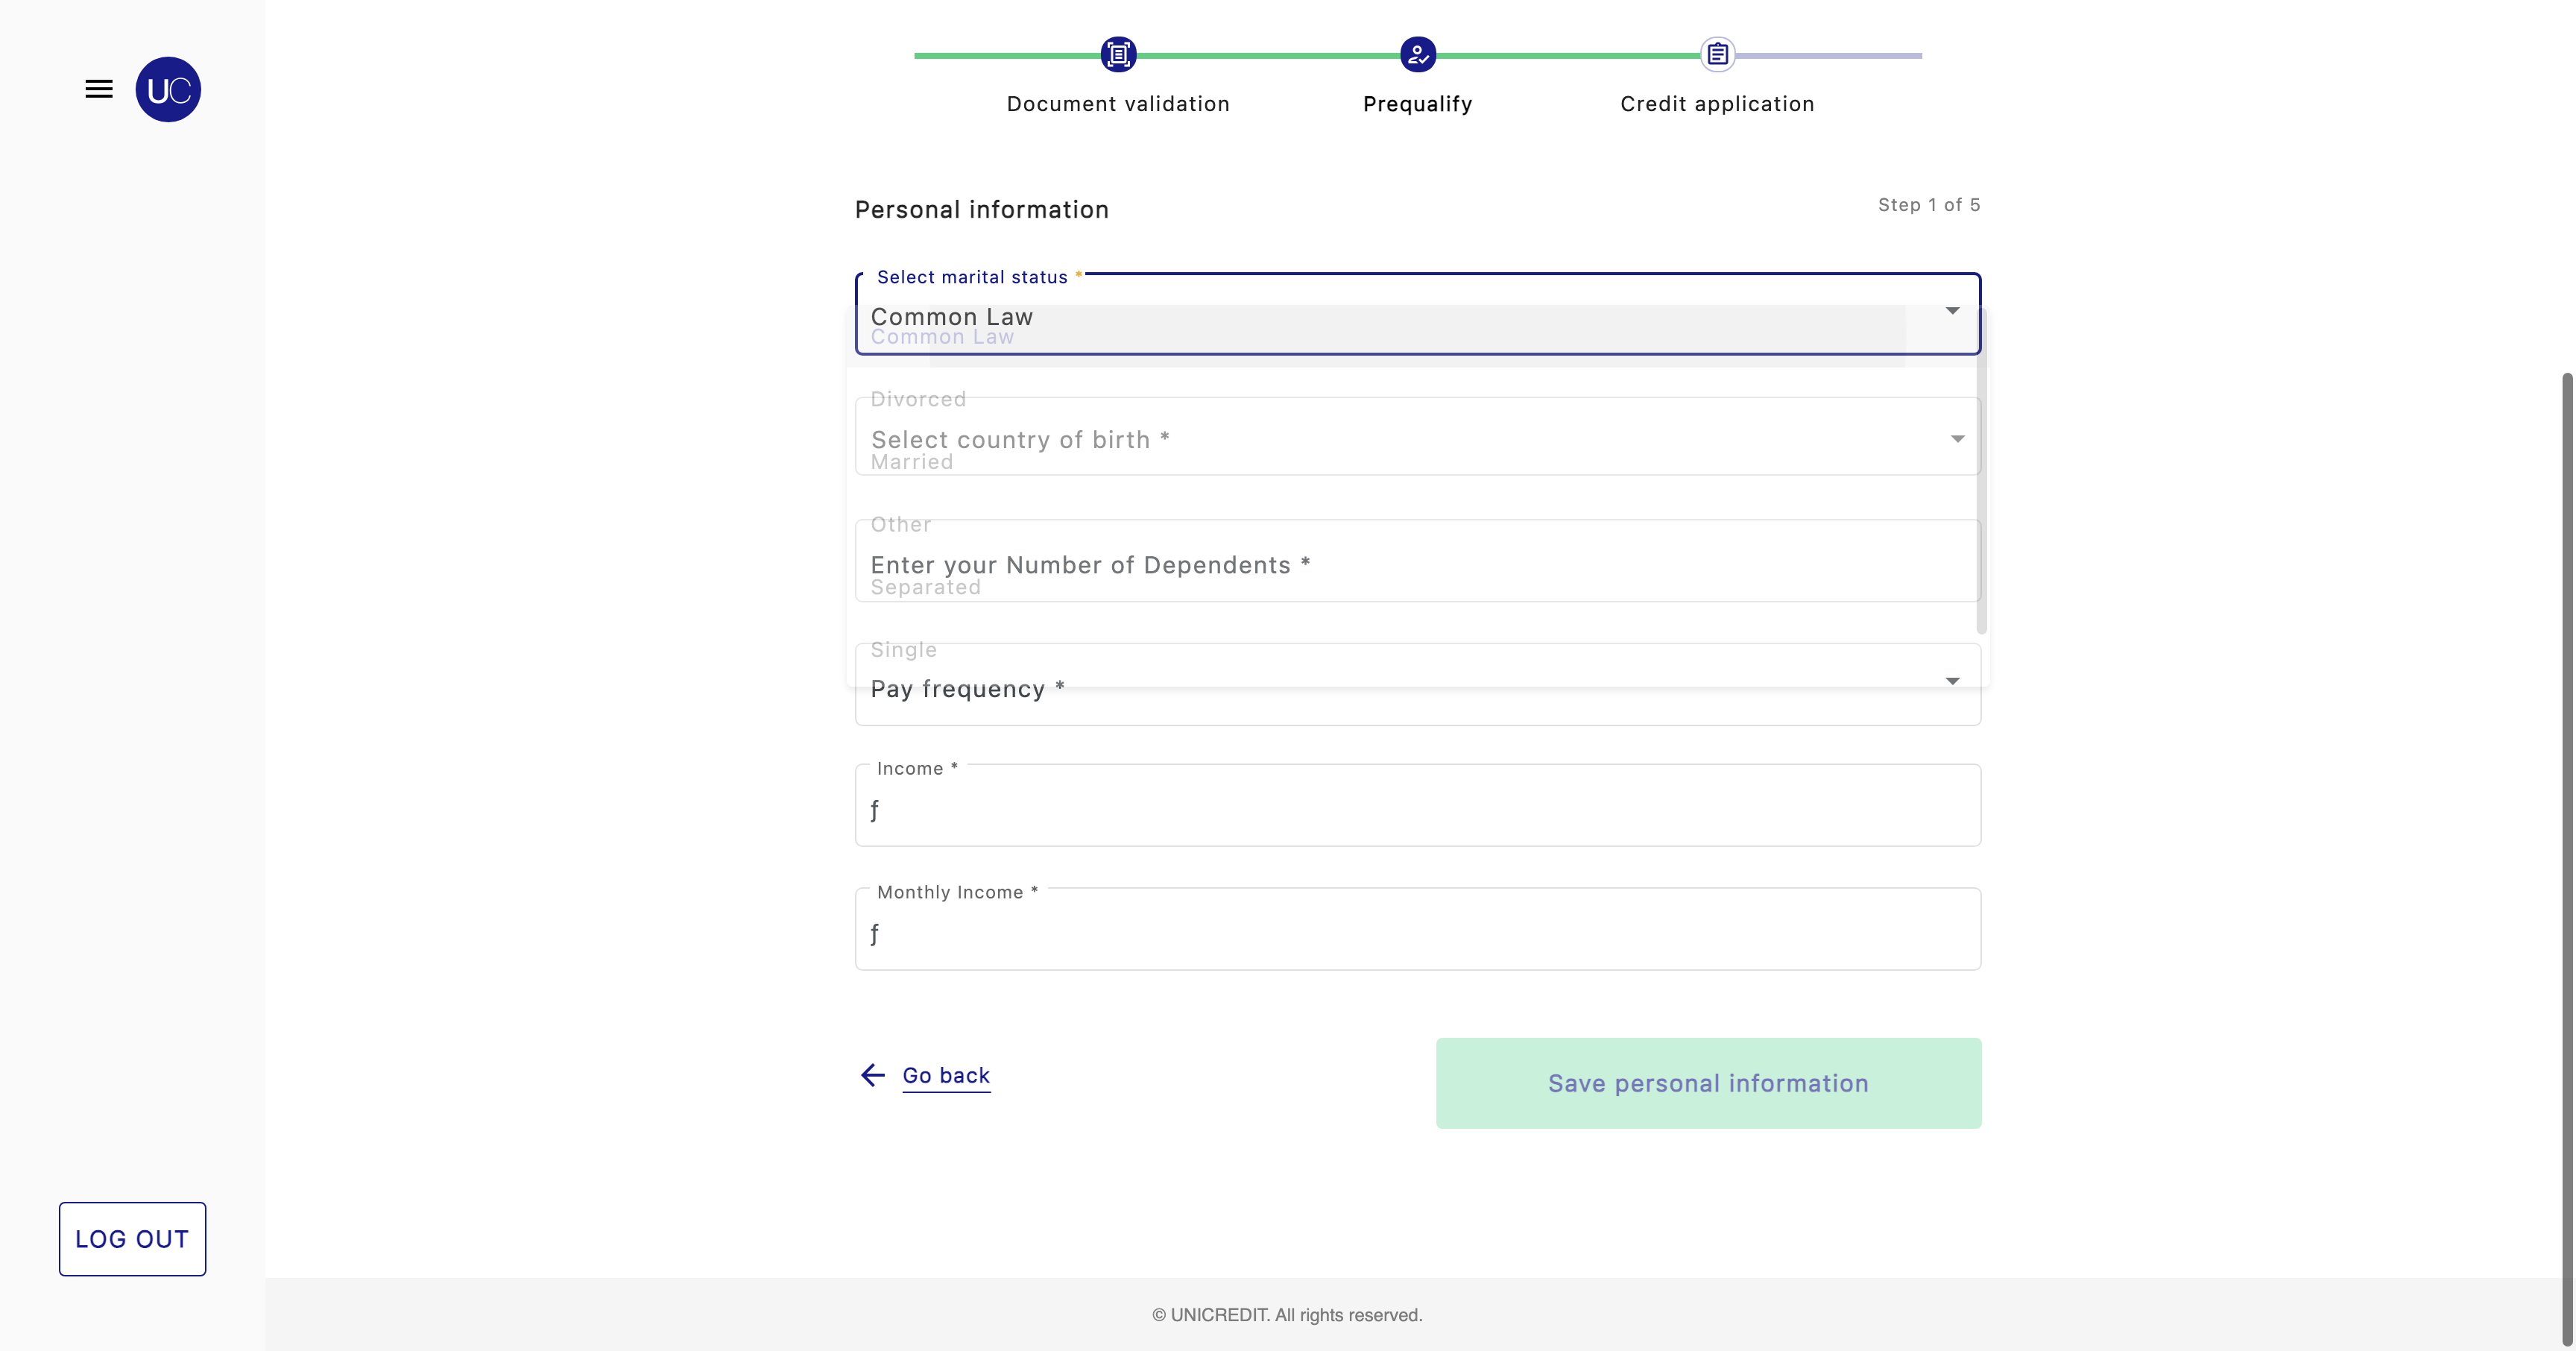 UC
Document validation
Prequalify
Credit application
Personal information
Step 1 of 5
Select marital status *
Common Law
Common Law
Divorced
Select country of birth *
Married
Other
Enter your Number of Dependents *
Separated
Single
Pay frequency *
Income *
ƒ
Monthly Income *
ƒ
Go back
Save personal information
LOG OUT
© UNICREDIT. All rights reserved.